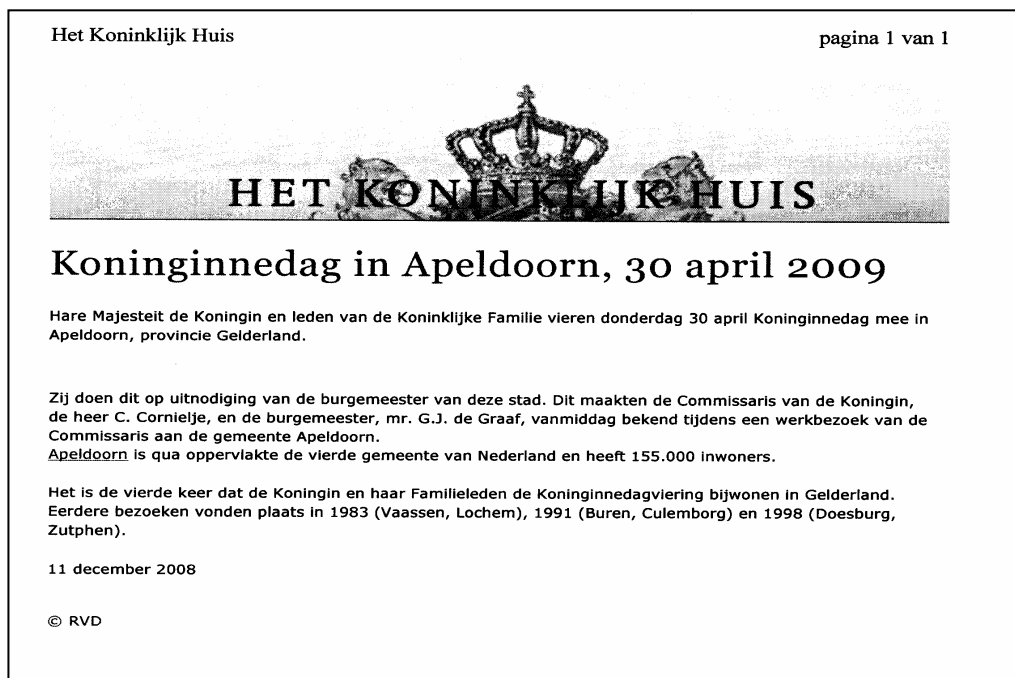 Het Koninklijk Huis
pagina 1 van 1
HET KONINKLIJK HUIS
Koninginnedag in Apeldoorn, 30 april 2009
Hare Majesteit de Koningin en leden van de Koninklijke Familie vieren donderdag 30 april Koninginnedag mee in
Apeldoorn, provincie Gelderland.
Zij doen dit op uitnodiging van de burgemeester van deze stad. Dit maakten de Commissaris van de Koningin,
de heer C. Cornielje, en de burgemeester, mr. G.J. de Graaf, vanmiddag bekend tijdens een werkbezoek van de
Commissaris aan de gemeente Apeldoorn.
Apeldoorn is qua oppervlakte de vierde gemeente van Nederland en heeft 155.000 inwoners.
Het is de vierde keer dat de Koningin en haar Familieleden de Koninginnedagviering bijwonen in Gelderland.
Eerdere bezoeken vonden plaats in 1983 (Vaassen, Lochem), 1991 (Buren, Culemborg) en 1998 (Doesburg,
Zutphen).
11 december 2008
© RVD